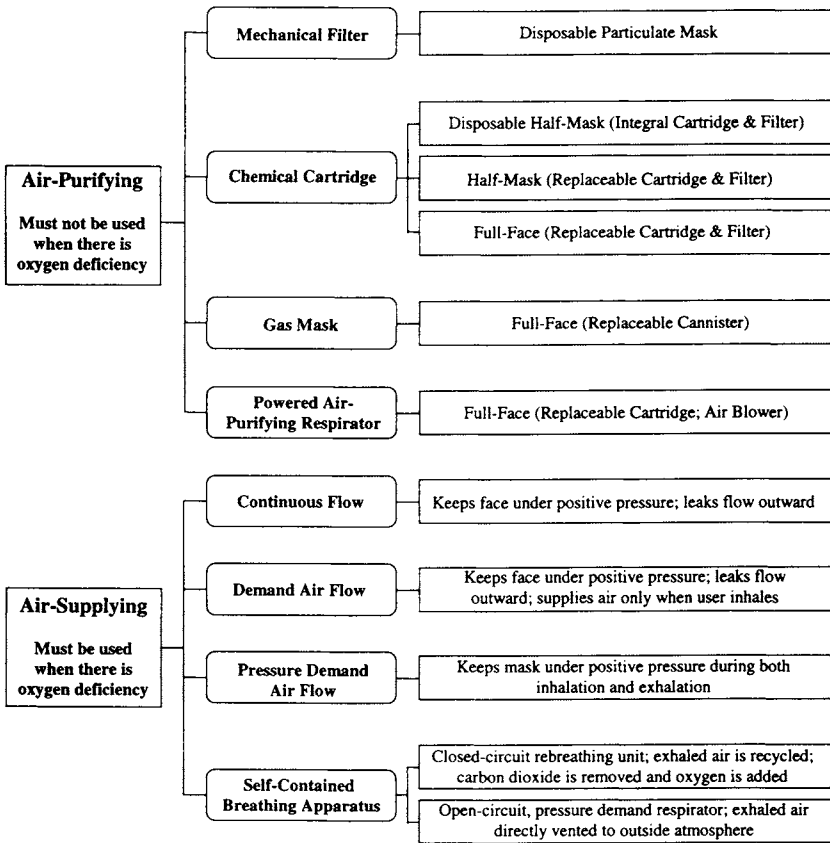 Mechanical Filter
Disposable Particulate Mask
Air-Purifying
Must not be used
when there is
oxygen deficiency
Chemical Cartridge
Disposable Half-Mask (Integral Cartridge & Filter)
Half-Mask (Replaceable Cartridge & Filter)
Full-Face (Replaceable Cartridge & Filter)
Gas Mask
Full-Face (Replaceable Cannister)
Powered Air-
Purifying Respirator
Full-Face (Replaceable Cartridge; Air Blower)
Air-Supplying
Must be used
when there is
oxygen deficiency
Continuous Flow
Keeps face under positive pressure; leaks flow outward
Demand Air Flow
Keeps face under positive pressure; leaks flow
outward; supplies air only when user inhales
Pressure Demand
Air Flow
Keeps mask under positive pressure during both
inhalation and exhalation
Self-Contained
Breathing Apparatus
Closed-circuit rebreathing unit; exhaled air is recycled;
carbon dioxide is removed and oxygen is added
Open-circuit, pressure demand respirator; exhaled air
directly vented to outside atmosphere